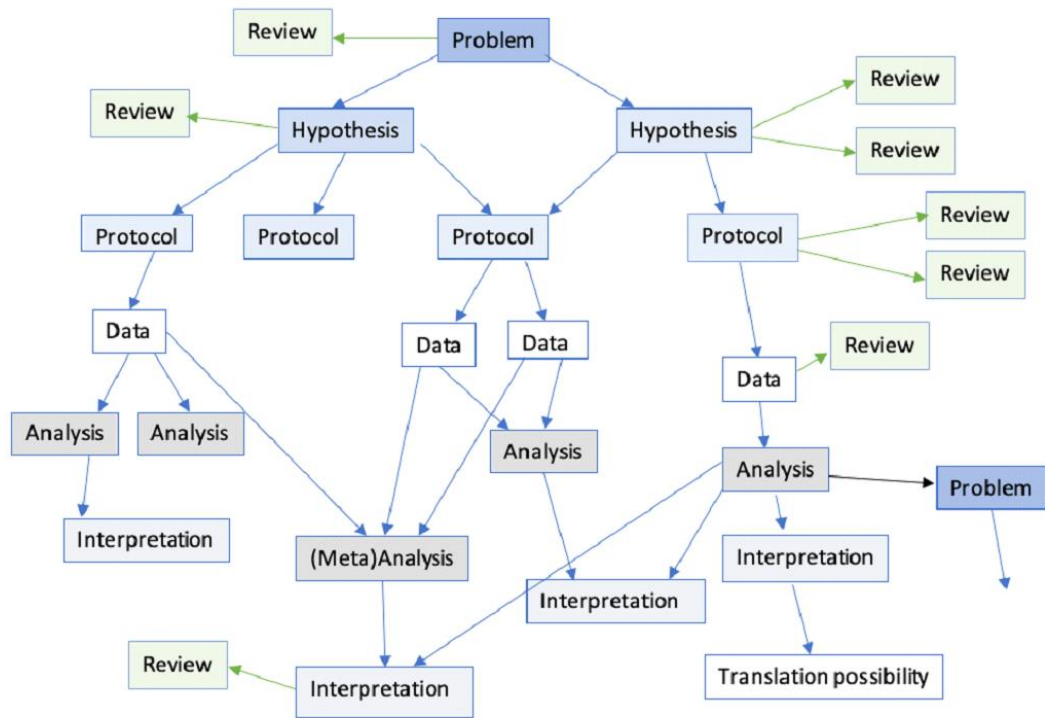 Review
Problem
Review
Review
Hypothesis
Hypothesis
Review
Protocol
Protocol
Protocol
Protocol
Review
Review
Data
Data
Data
Review
Data
Analysis
Analysis
Analysis
Analysis
Problem
Interpretation
(Meta)Analysis
Interpretation
Interpretation
Review
Interpretation
Translation possibility